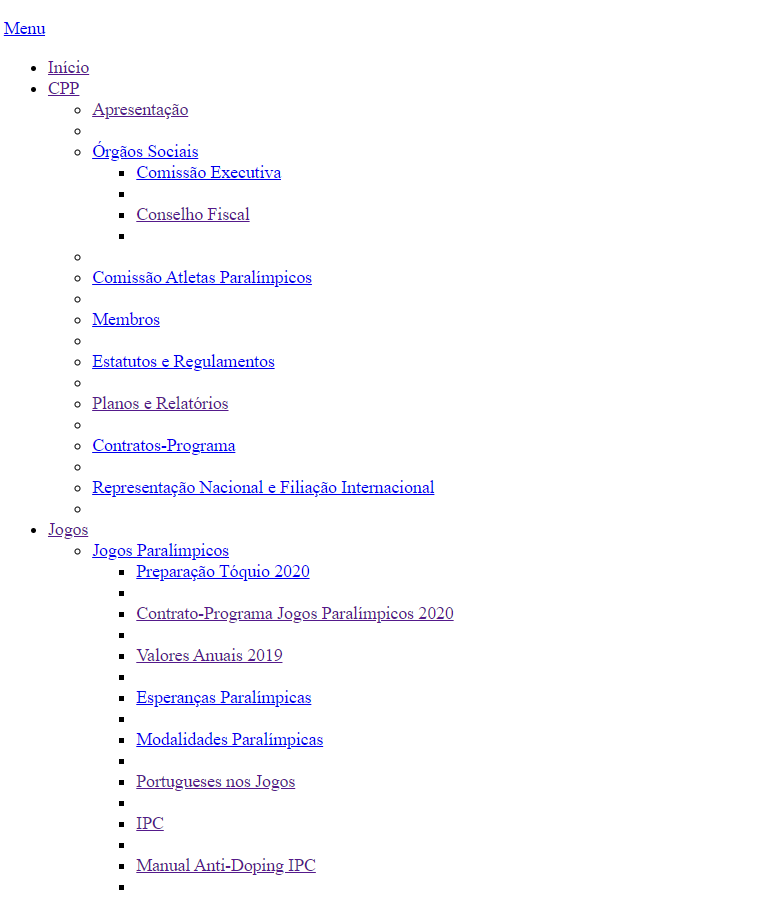 Menu
Início
CPP
Apresentação
Órgãos Sociais
Comissão Executiva
Conselho Fiscal
Comissão Atletas Paralímpicos
Membros
Estatutos e Regulamentos
Planos e Relatórios
Contratos-Programa
Representação Nacional e Filiação Internacional
Jogos
Jogos Paralímpicos
Preparação Tóquio 2020
Contrato-Programa Jogos Paralímpicos 2020
Valores Anuais 2019
Esperanças Paralímpicas
Modalidades Paralímpicas
Portugueses nos Jogos
IPC
Manual Anti-Doping IPC